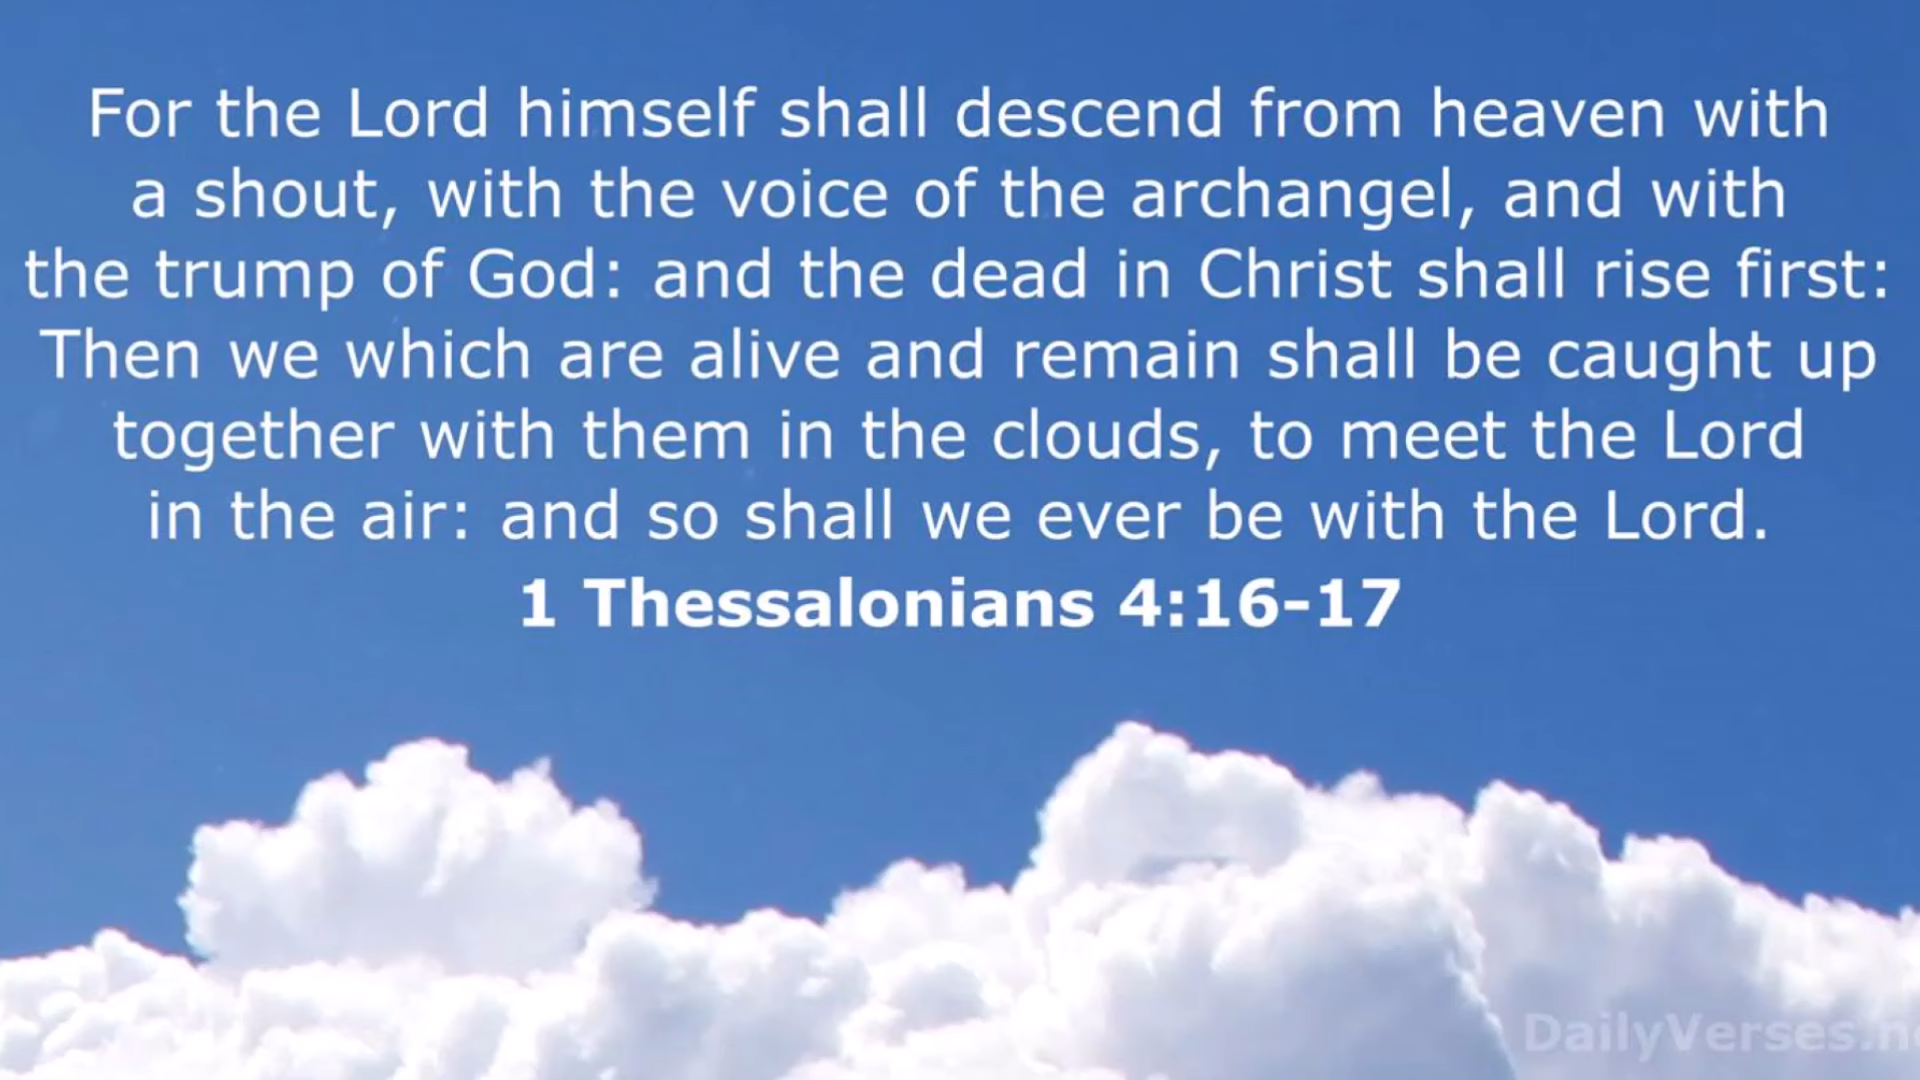 For the Lord himself shall descend from heaven with
a shout, with the voice of the archangel, and with
the trump of God: and the dead in Christ shall rise first:
Then we which are alive and remain shall be caught up
together with them in the clouds, to meet the Lord
in the air: and so shall we ever be with the Lord.
1 Thessalonians 4:16-17
DailyVerses.ne